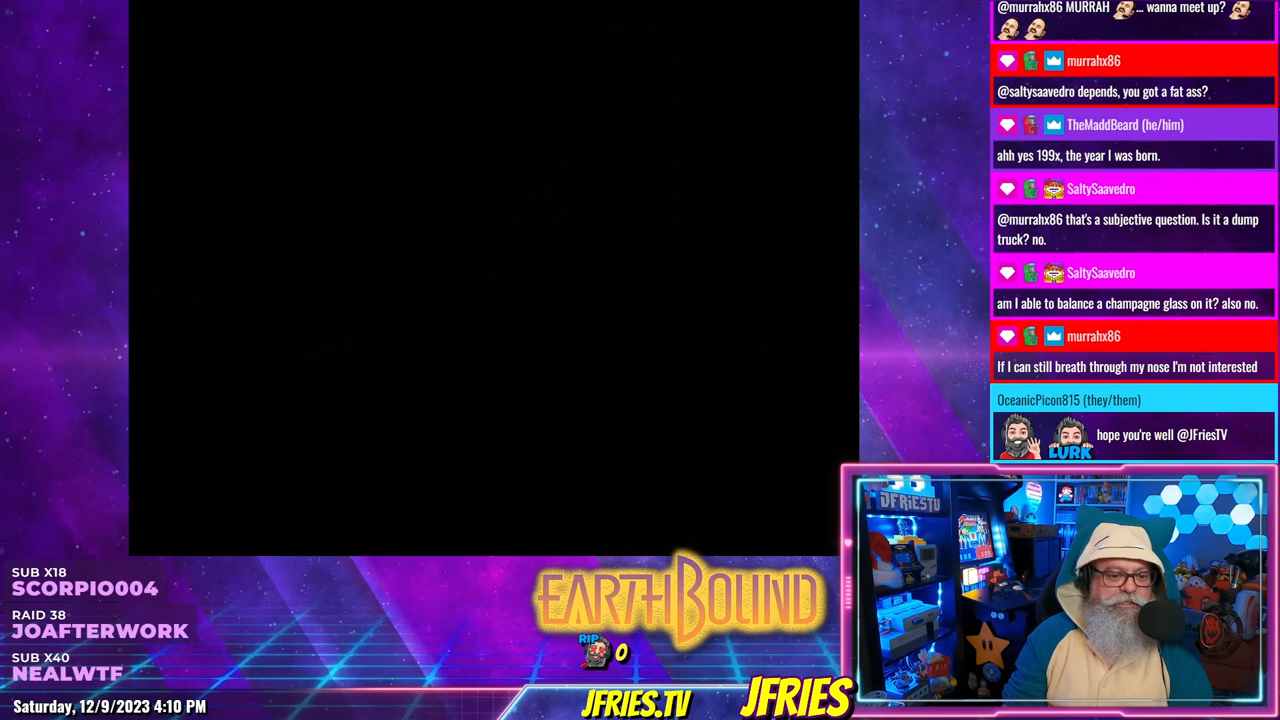 @murrahx86 MURRAH ... wanna meet up?
murrahx86
@saltysaavedro depends, you got a fat ass?
TheMaddBeard (he/him)
ahh yes 199x, the year I was born.
SaltySaavedro
@murrahx86 that's a subjective question. Is it a dump
truck? no.
SaltySaavedro
am I able to balance a champagne glass on it? also no.
murrahx86
If I can still breath through my nose I'm not interested
OceanicPicon815 (they/them)
LURK hope you're well @JFriesTV
JFRIESTV
SUB X18
SCORPIO004
RAID 38
JOAFTERWORK
SUB X40
NEALWTF
EARTHBOUND
RIP
0
JFRIES.TV
JFRIES
Saturday, 12/9/2023 4:10 PM